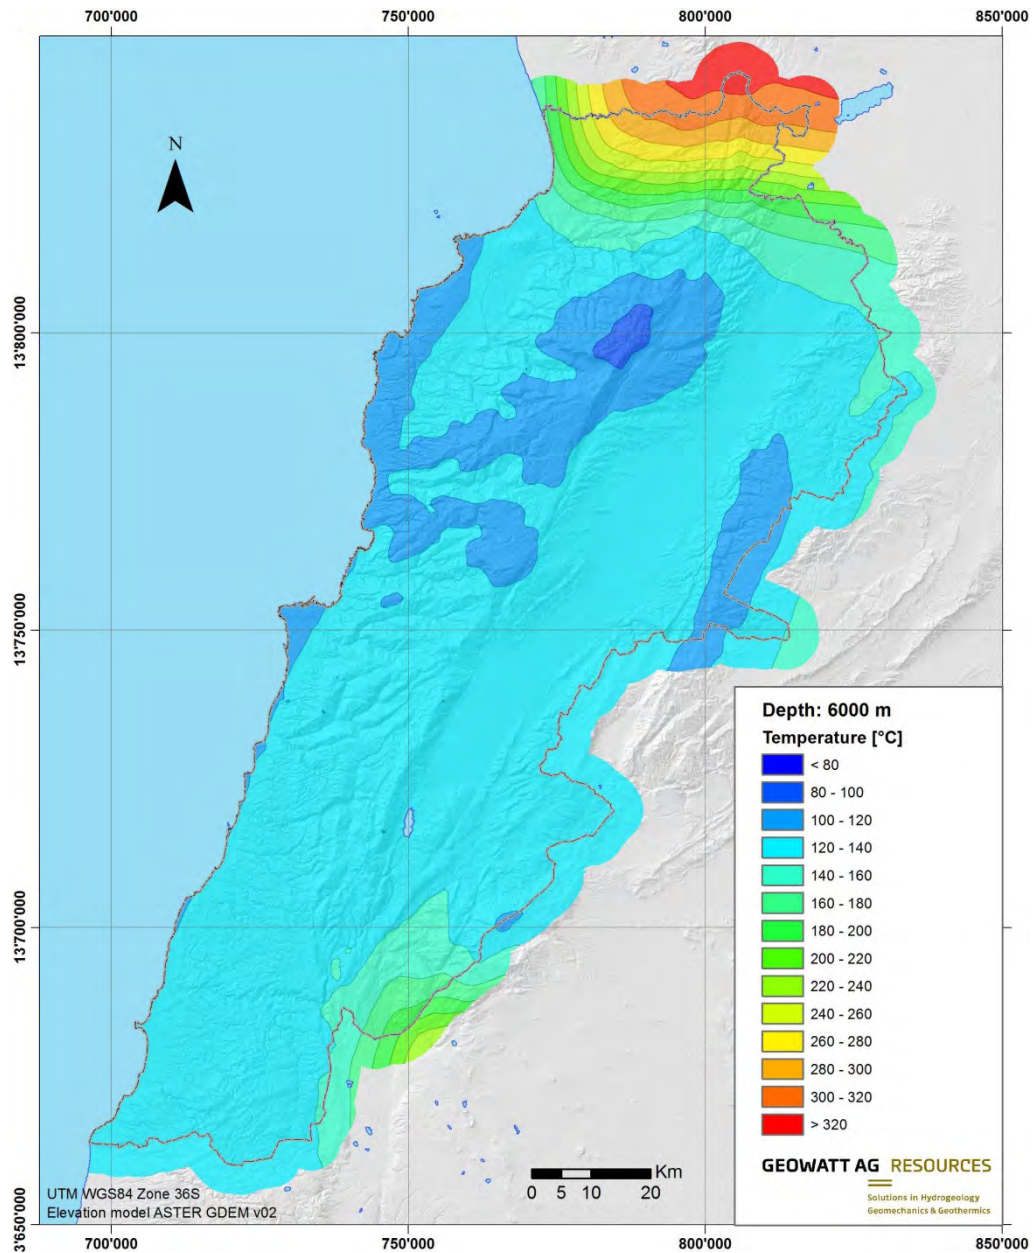 700'000 750'000 800'000 850'000
N
13'800'000
13'750'000
13'700'000
3°650'000
Depth: 6000 m
Temperature [°C]
< 80
80 - 100
100 - 120
120 - 140
140 - 160
160 - 180
180 - 200
200 - 220
220 - 240
240 - 260
260 - 280
280 - 300
300 - 320
> 320
GEOWATT AG RESOURCES
Solutions in Hydrogeology
Geomechanics & Geothermics
Km
0 5 10 20
UTM WGS84 Zone 36S
Elevation model ASTER GDEM v02
700'000 750'000 800'000 850'000